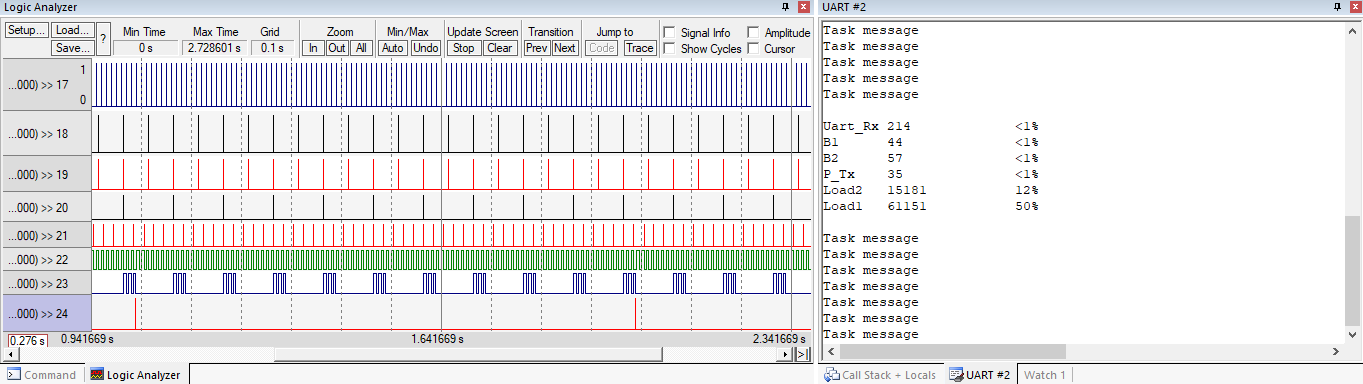 Logic Analyzer
Setup... Load... Save... ? Min Time Max Time Grid Zoom Min/Max Update Screen Transition Jump to Signal Info Amplitude
0 s 2.728601 s 0.1 s In Out All Auto Undo Stop Clear Prev Next Code Trace Show Cycles Cursor
1
...000) >> 17
0
...000) >> 18
...000) >> 19
...000) >> 20
...000) >> 21
...000) >> 22
...000) >> 23
...000) >> 24
0.276 s 0.941669 s 1.641669 s 2.341669 s
Command Logic Analyzer
UART #2
Task message
Task message
Task message
Task message
Task message
Uart_Rx 214 <1%
B1 44 <1%
B2 57 <1%
P_Tx 35 <1%
Load2 15181 12%
Load1 61151 50%
Task message
Task message
Task message
Task message
Task message
Task message
Task message
Call Stack + Locals UART #2 Watch 1